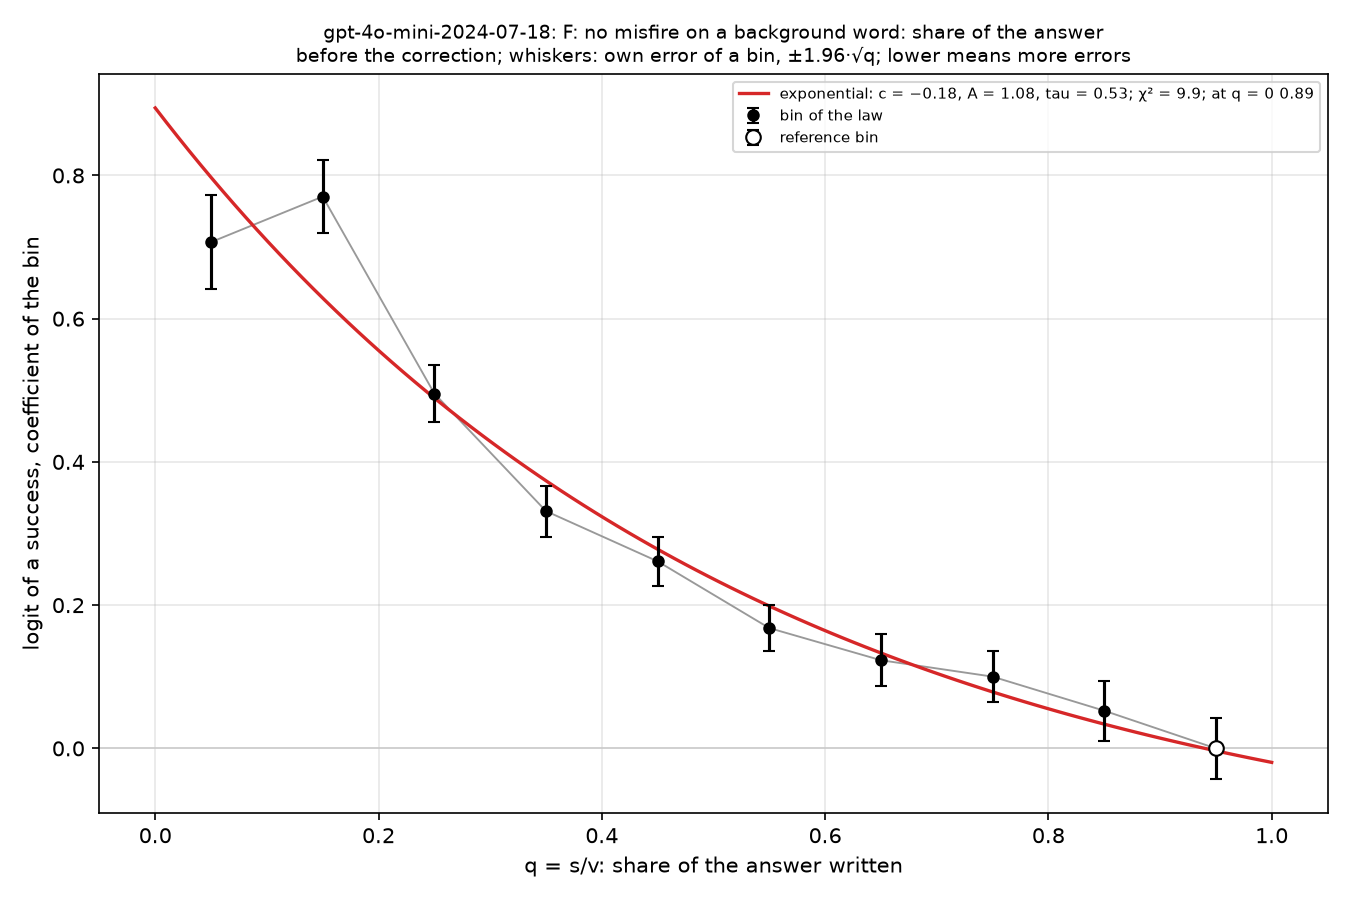 gpt-4o-mini-2024-07-18: F: no misfire on a background word: share of the answer
before the correction; whiskers: own error of a bin, ±1.96·√q; lower means more errors
exponential: c = −0.18, A = 1.08, tau = 0.53; χ² = 9.9; at q = 0 0.89
bin of the law
reference bin
logit of a success, coefficient of the bin
0.8
0.6
0.4
0.2
0.0
0.0 0.2 0.4 0.6 0.8 1.0
q = s/v: share of the answer written